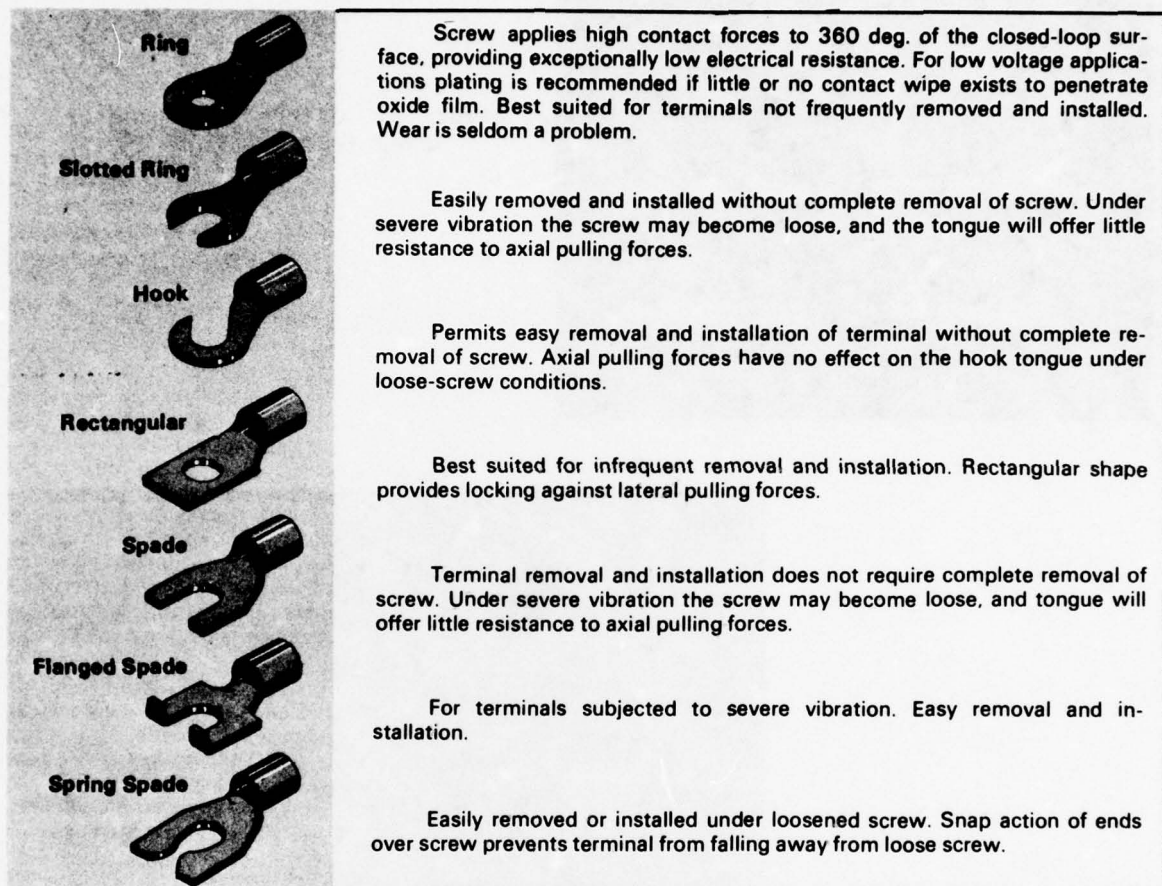 Ring
Screw applies high contact forces to 360 deg. of the closed-loop sur-
face, providing exceptionally low electrical resistance. For low voltage applica-
tions plating is recommended if little or no contact wipe exists to penetrate
oxide film. Best suited for terminals not frequently removed and installed.
Wear is seldom a problem.
Slotted Ring
Easily removed and installed without complete removal of screw. Under
severe vibration the screw may become loose, and the tongue will offer little
resistance to axial pulling forces.
Hook
Permits easy removal and installation of terminal without complete re-
moval of screw. Axial pulling forces have no effect on the hook tongue under
loose-screw conditions.
Rectangular
Best suited for infrequent removal and installation. Rectangular shape
provides locking against lateral pulling forces.
Spade
Terminal removal and installation does not require complete removal of
screw. Under severe vibration the screw may become loose, and tongue will
offer little resistance to axial pulling forces.
Flanged Spade
For terminals subjected to severe vibration. Easy removal and in-
stallation.
Spring Spade
Easily removed or installed under loosened screw. Snap action of ends
over screw prevents terminal from falling away from loose screw.